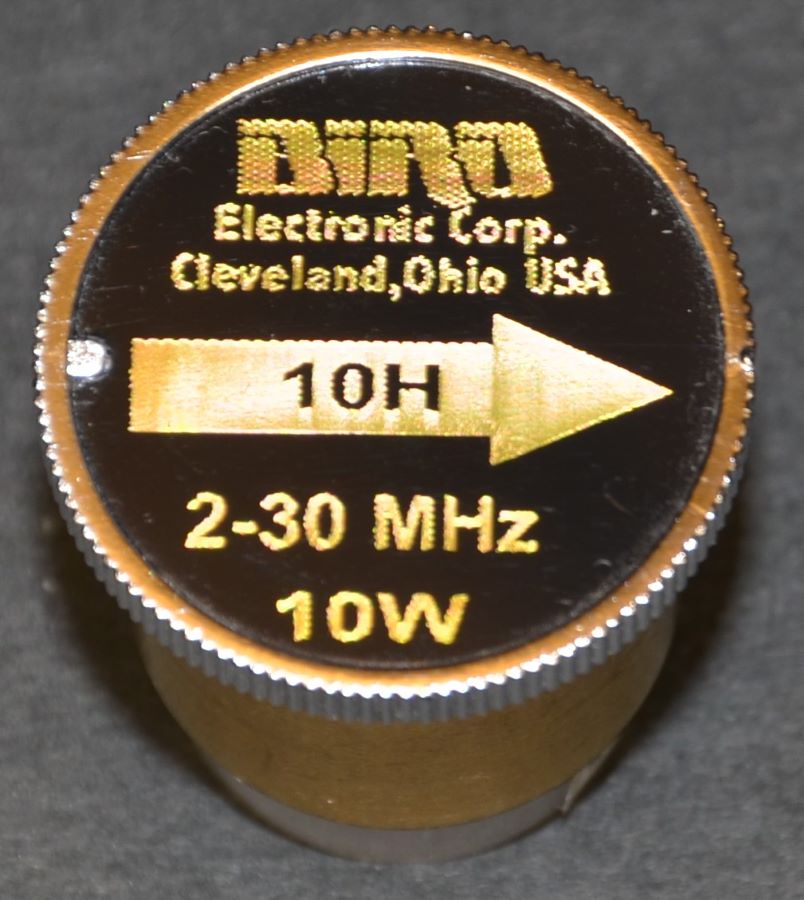 BIRD
Electronic Corp.
Cleveland,Ohio USA
10H
2-30 MHz
10W